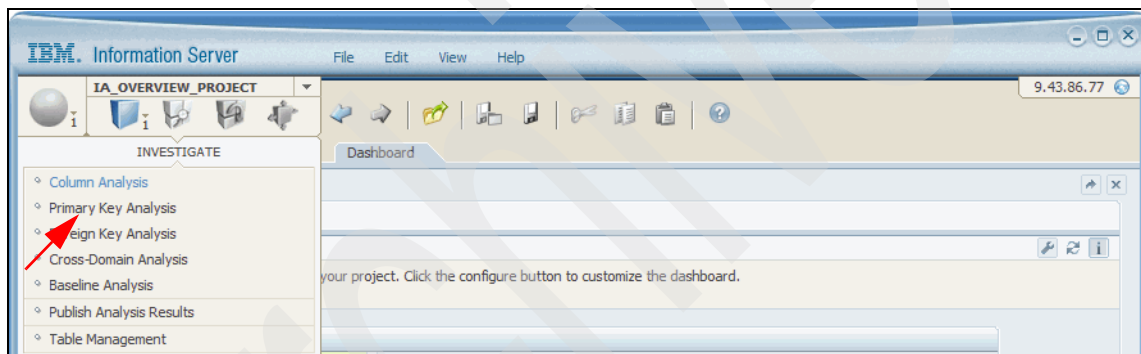 IBM. Information Server File Edit View Help
IA_OVERVIEW_PROJECT 9.43.86.77
INVESTIGATE Dashboard
Column Analysis
Primary Key Analysis
eign Key Analysis
Cross-Domain Analysis
your project. Click the configure button to customize the dashboard.
Baseline Analysis
Publish Analysis Results
Table Management